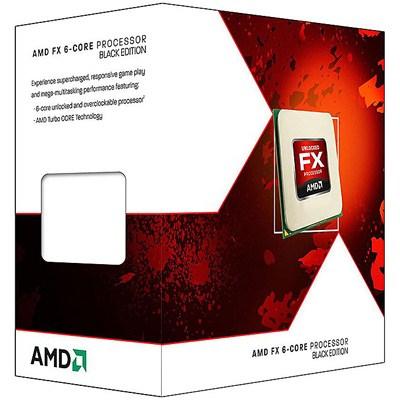 AMD FX 6-CORE PROCESSOR
BLACK EDITION
Experience supercharged, responsive game play
and mega-multitasking performance featuring:
- 6-core unlocked and overclockable processor*
- AMD Turbo CORE Technology
UNLOCKED
FX
PROCESSOR
AMD
AMD
AMD FX 6-CORE PROCESSOR
BLACK EDITION